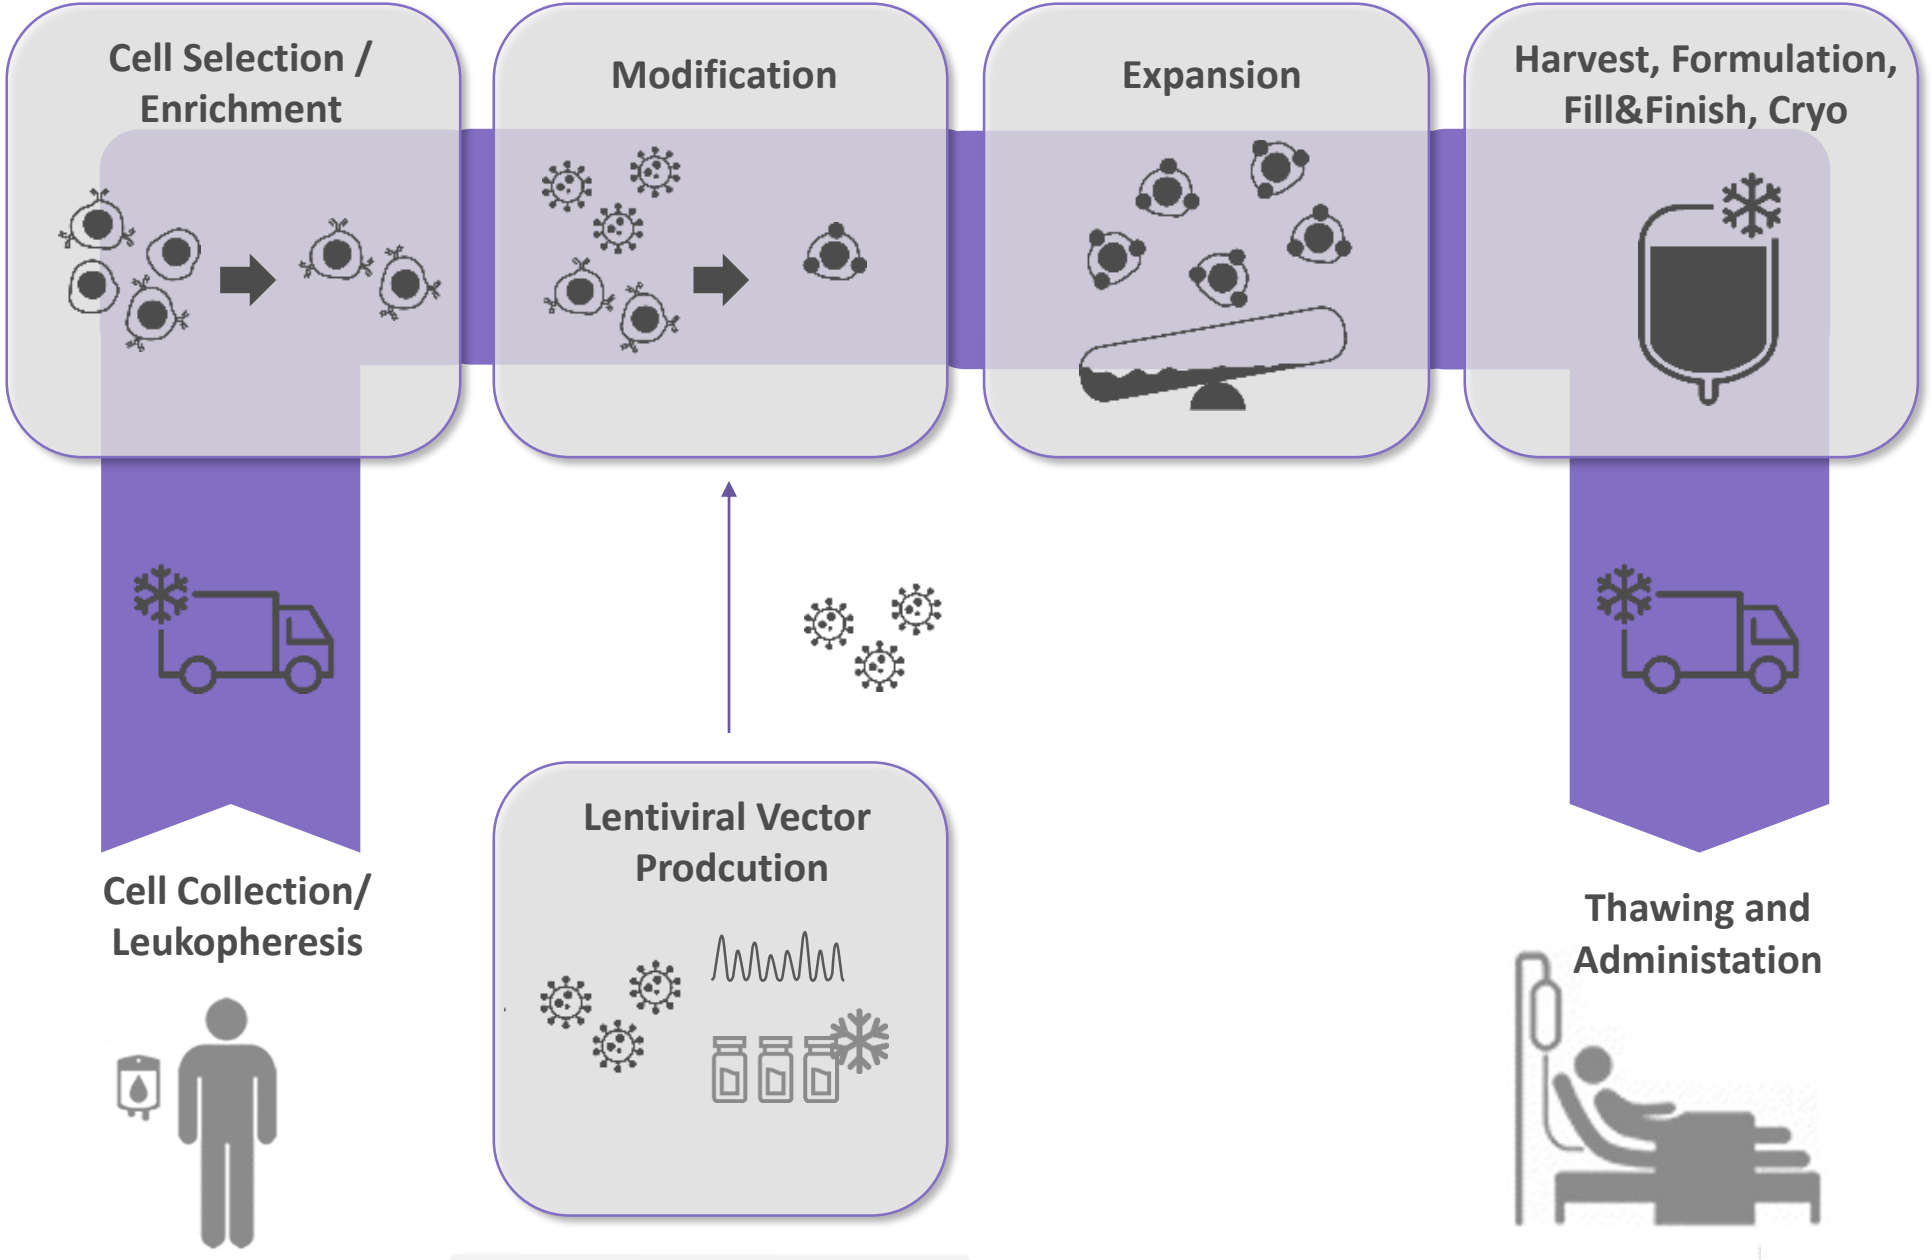 Cell Selection /
Enrichment
Modification
Expansion
Harvest, Formulation,
Fill&Finish, Cryo
Lentiviral Vector
Prodcution
Cell Collection/
Leukopheresis
Thawing and
Administation